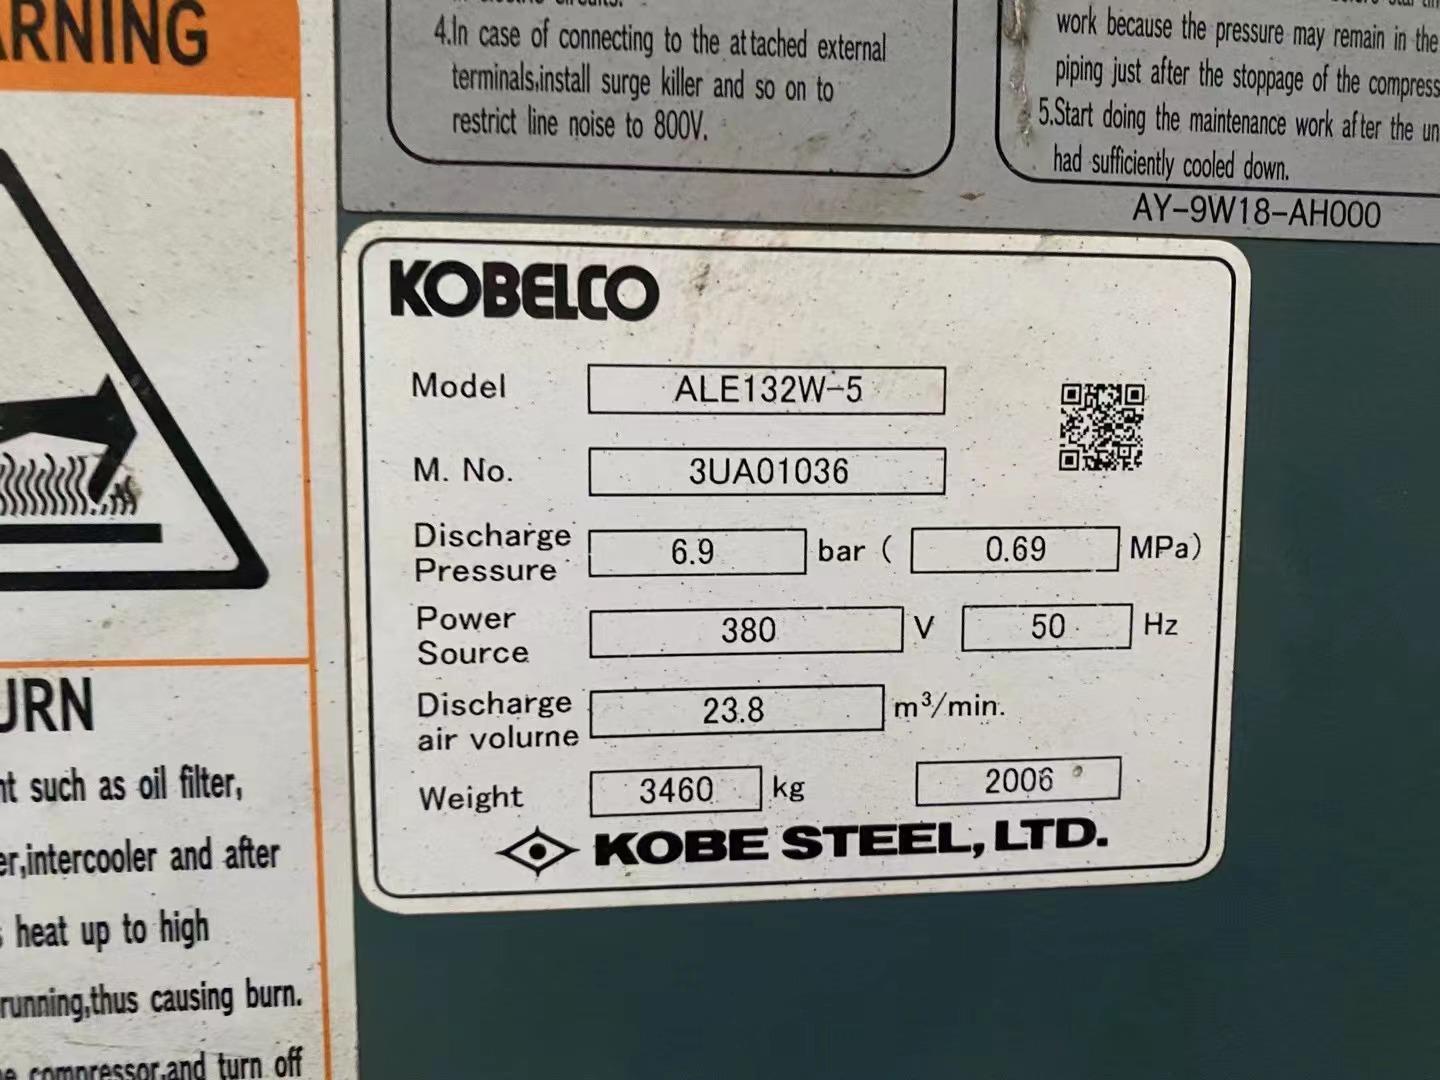 4.In case of connecting to the attached external
terminals,install surge killer and so on to
restrict line noise to 800V.
work because the pressure may remain in the
piping just after the stoppage of the
5.Start doing the maintenance work after the
had sufficiently cooled down.
AY-9W18-AH000
KOBELCO
Model ALE132W-5
M. No. 3UA01036
Discharge Pressure 6.9 bar ( 0.69 MPa)
Power Source 380 V 50 Hz
Discharge air volume 23.8 m³/min.
Weight 3460 kg 2006
KOBE STEEL, LTD.
such as oil filter,
intercooler and after
heat up to high
running,thus causing burn.
compressor,and turn off